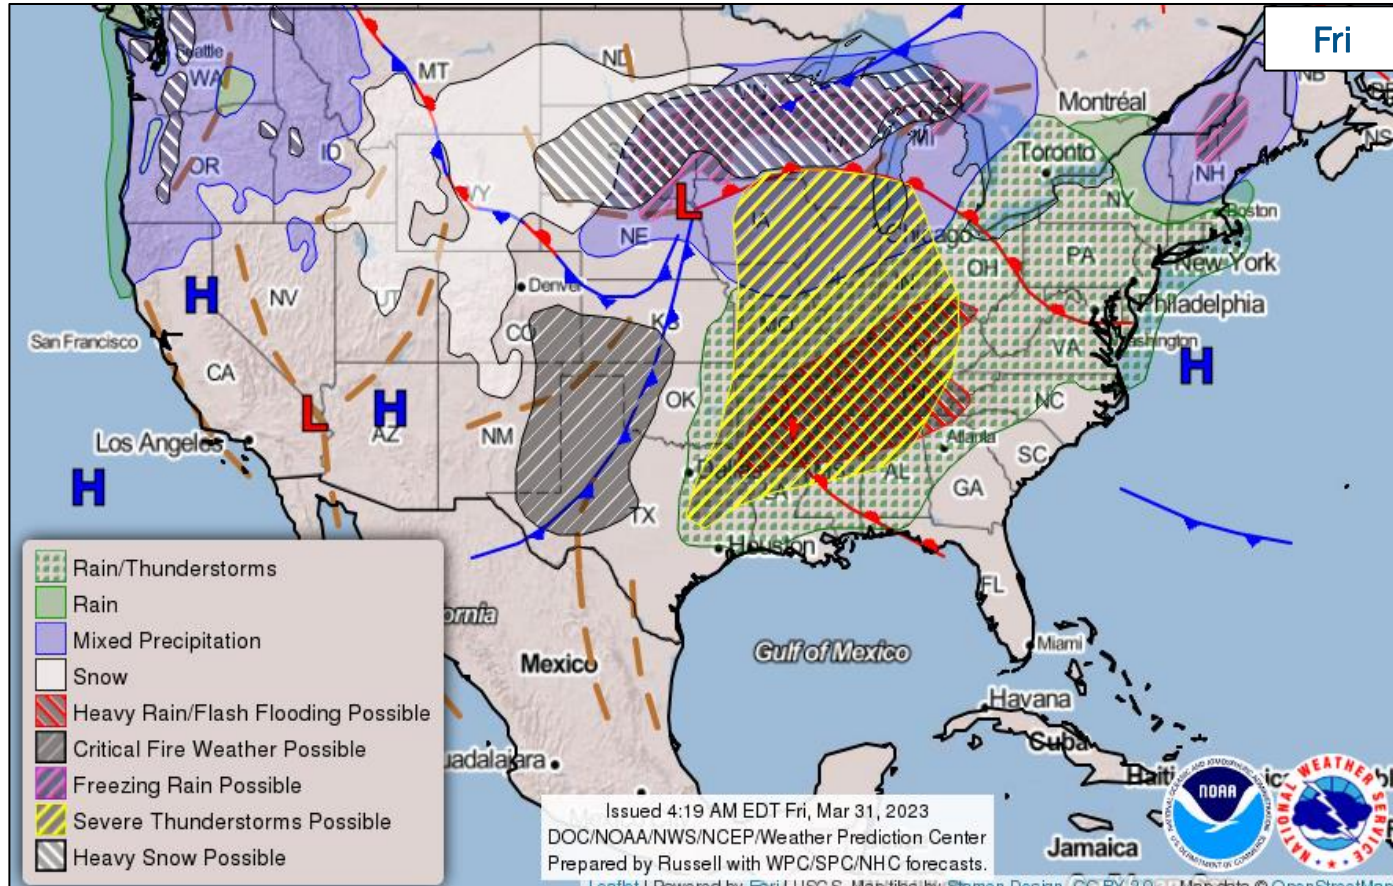 Fri
Seattle
WA
MT
ND
OR
ID
MI
Montréal
Toronto
NB
NS
NH
NY
Boston
IA
NE
L
Chicago
OH
PA
New York
Philadelphia
Washington
H
NV
UT
Denver
CO
KS
MO
VA
San Francisco
CA
H
L
H
AZ
NM
OK
NC
Atlanta
SC
Los Angeles
H
Dallas
AL
GA
TX
Houston
FL
Miami
Gulf of Mexico
Mexico
Havana
Cuba
Jamaica
Rain/Thunderstorms
Rain
Mixed Precipitation
Snow
Heavy Rain/Flash Flooding Possible
Critical Fire Weather Possible
Freezing Rain Possible
Severe Thunderstorms Possible
Heavy Snow Possible
Issued 4:19 AM EDT Fri, Mar 31, 2023
DOC/NOAA/NWS/NCEP/Weather Prediction Center
Prepared by Russell with WPC/SPC/NHC forecasts.
NOAA
NATIONAL WEATHER SERVICE